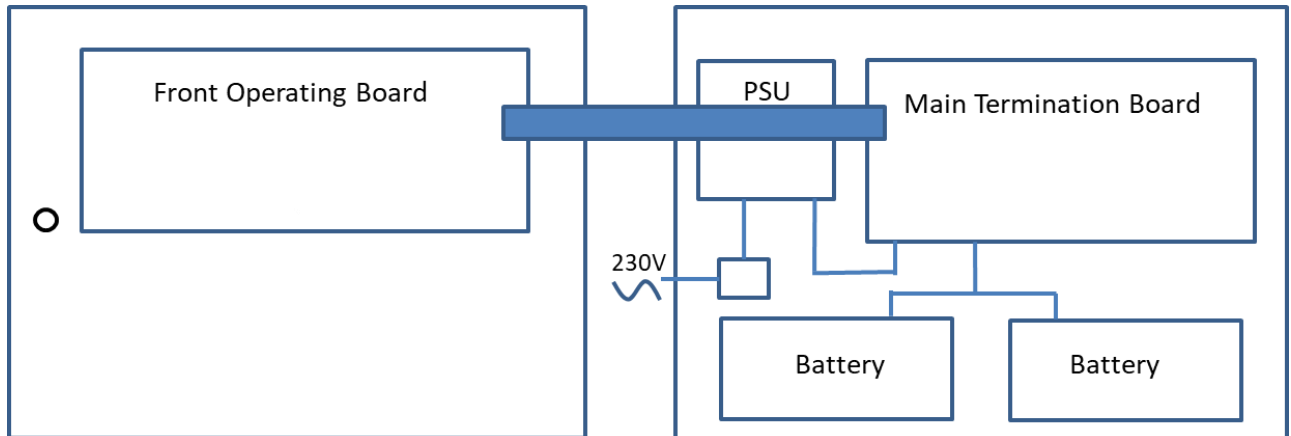 Front Operating Board
PSU
Main Termination Board
230V
Battery
Battery